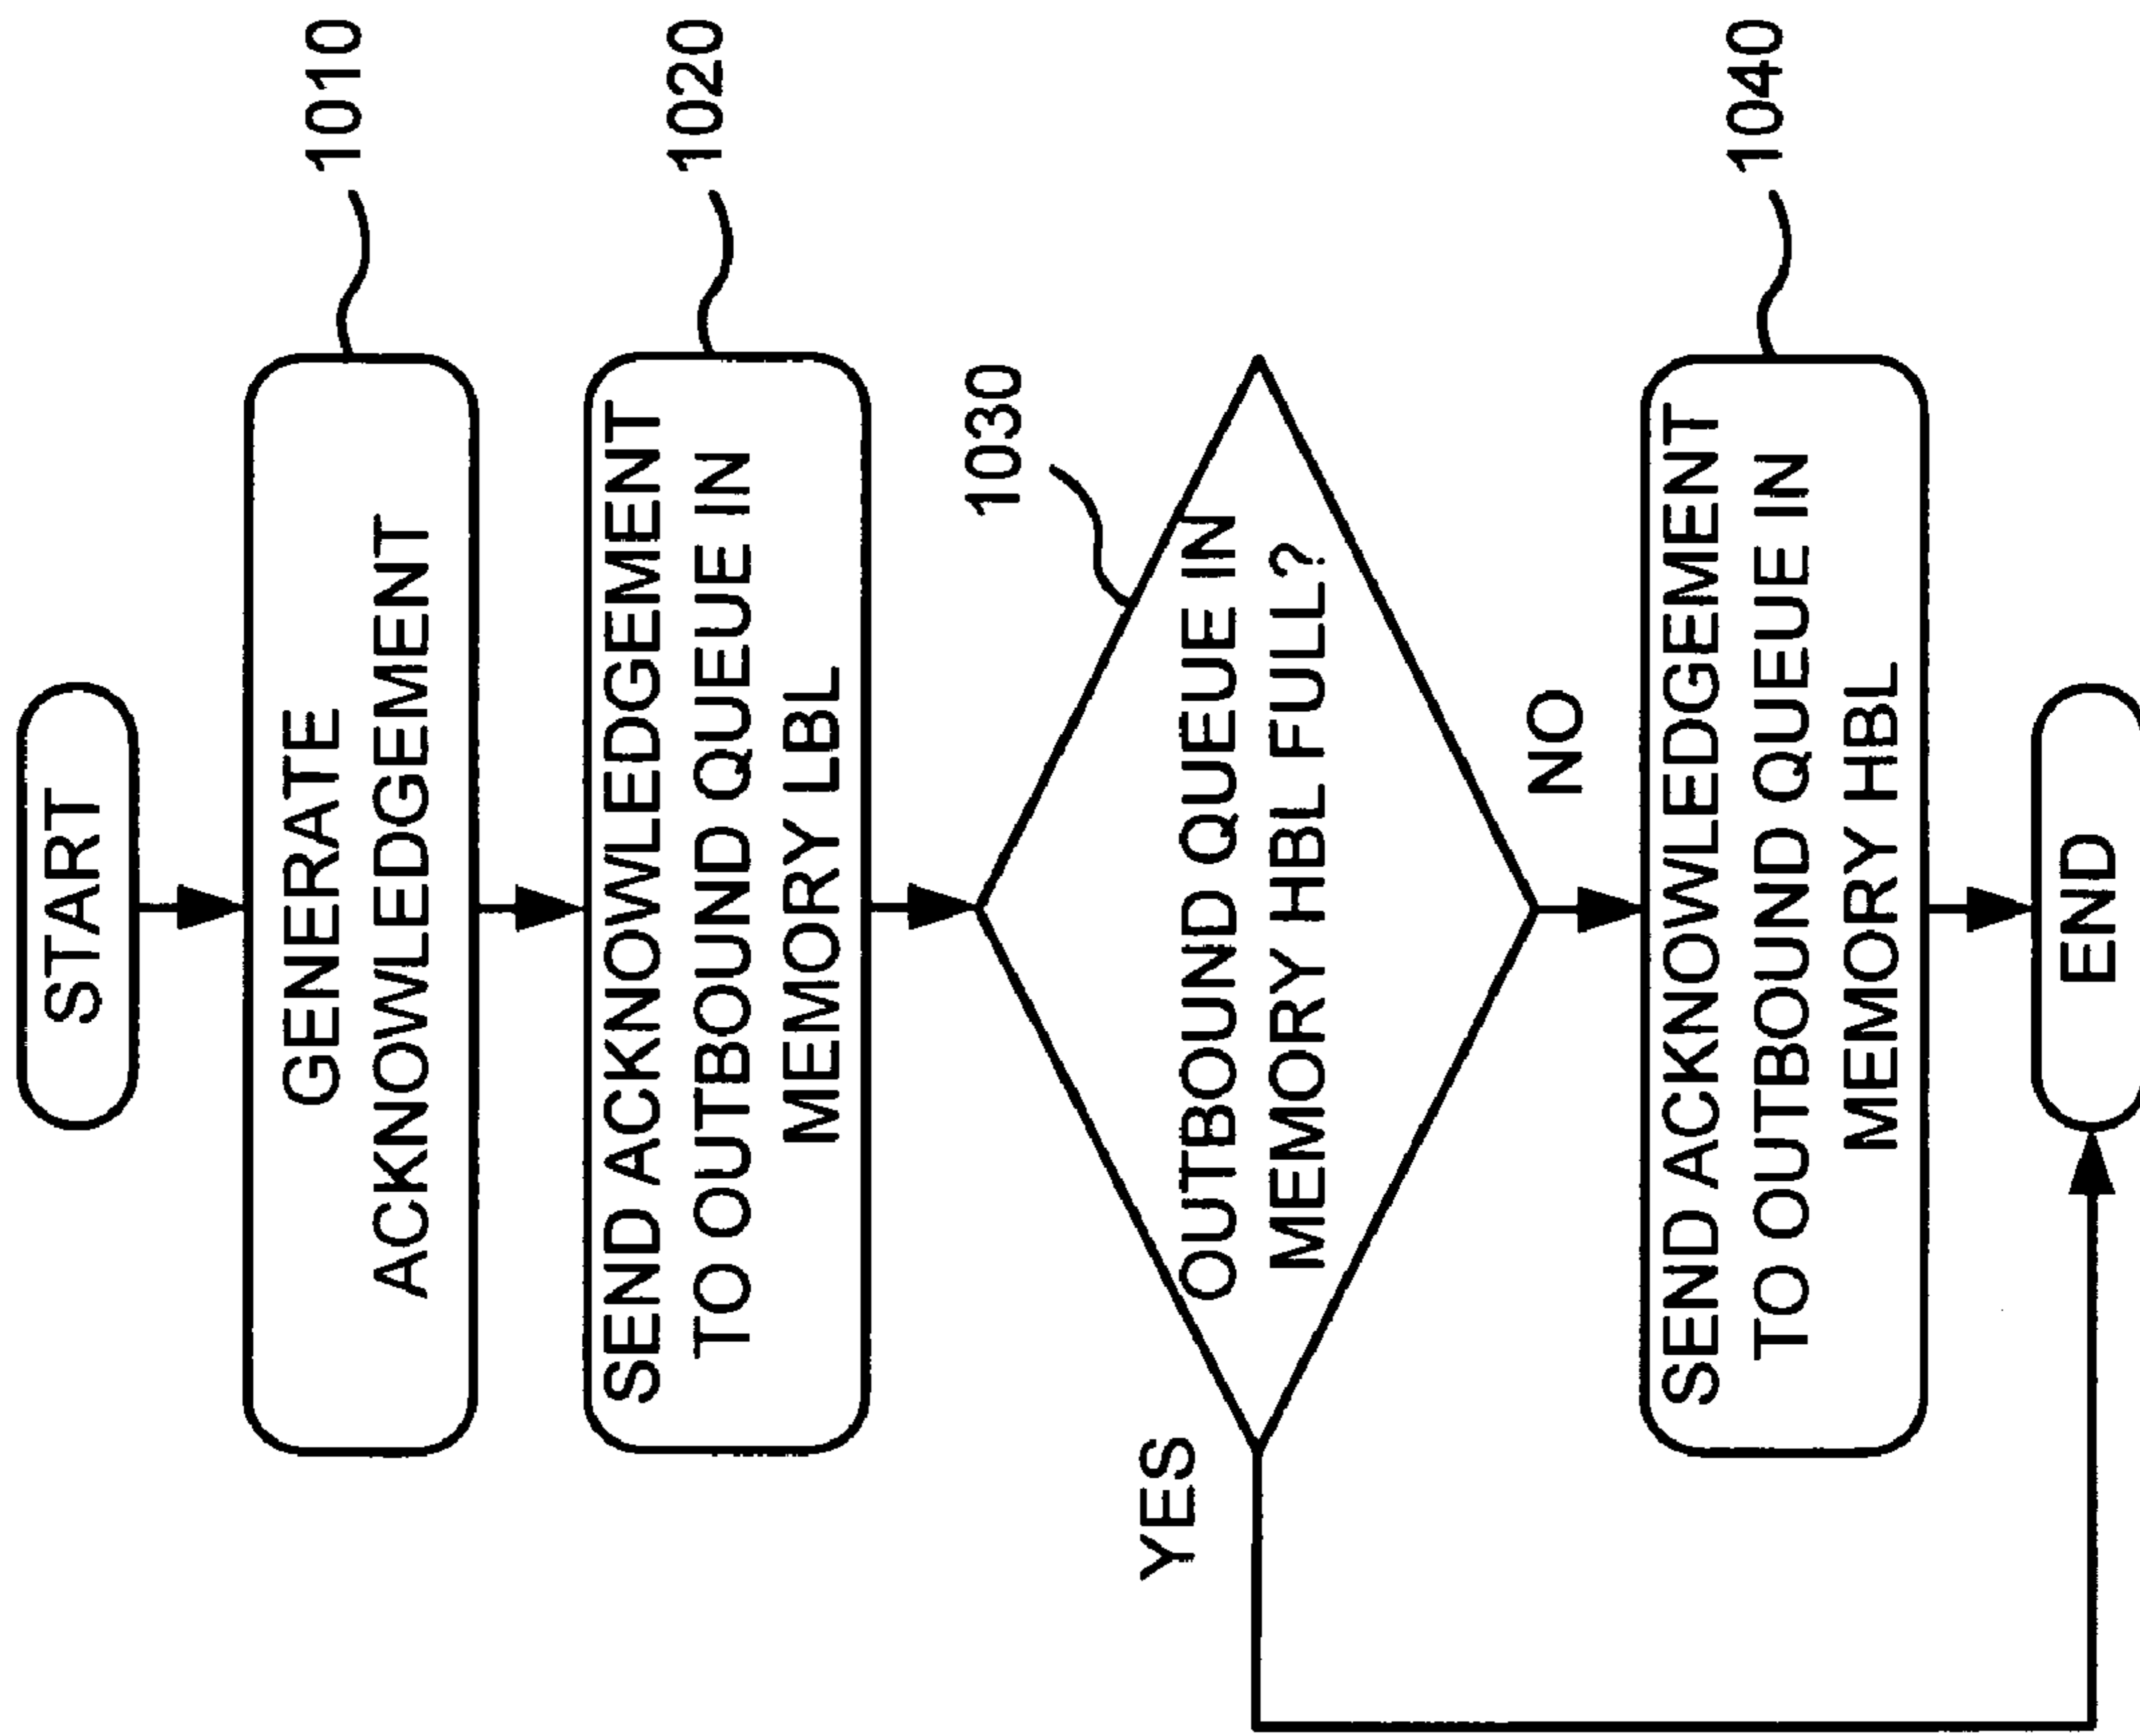 START
GENERATE
ACKNOWLEDGEMENT
1010
SEND ACKNOWLEDGEMENT
TO OUTBOUND QUEUE IN
MEMORY LBL
1020
OUTBOUND QUEUE IN
MEMORY HBL FULL?
1030
YES
NO
SEND ACKNOWLEDGEMENT
TO OUTBOUND QUEUE IN
MEMORY HBL
1040
END